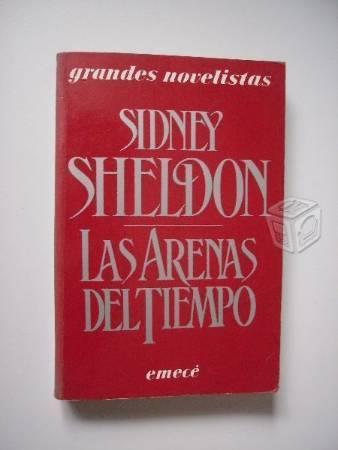 grandes novelistas
SIDNEY
SHELDON
LAS ARENAS
DEL TIEMPO
emecé